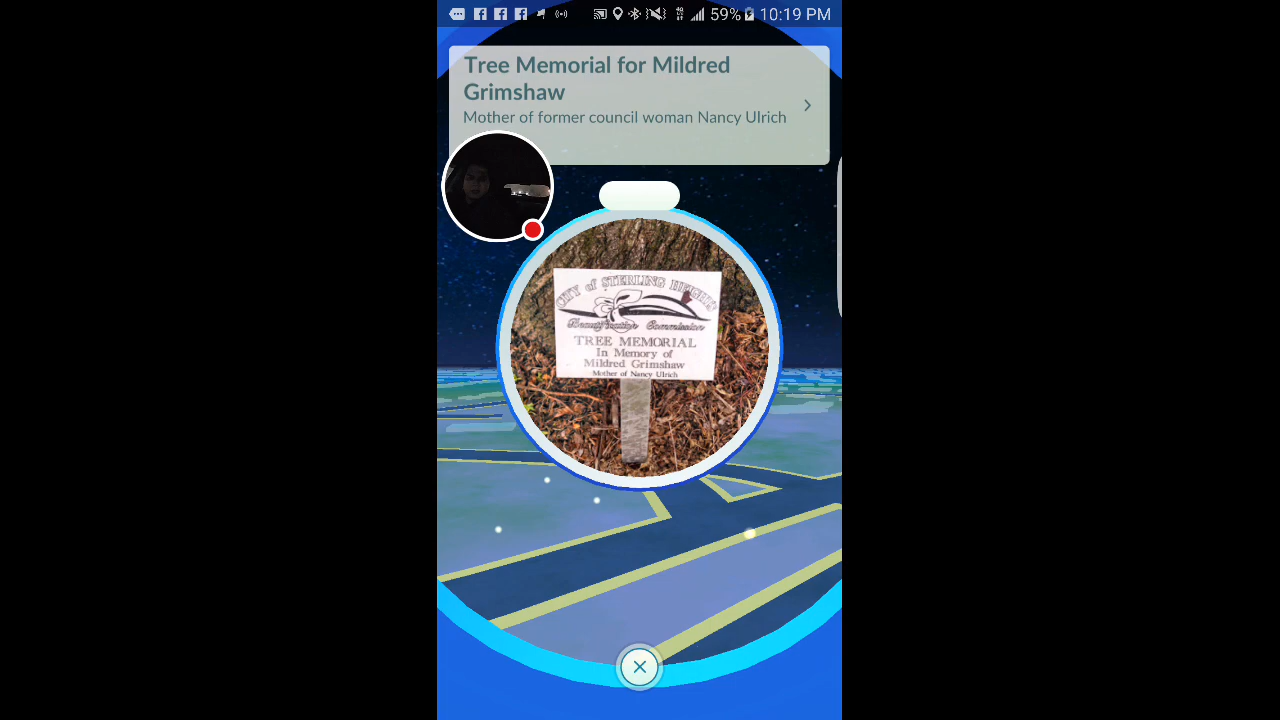 59% 10:19 PM
Tree Memorial for Mildred
Grimshaw
Mother of former council woman Nancy Ulrich
CITY of STERLING HEIGHTS
Beautification Commission
TREE MEMORIAL
In Memory of
Mildred Grimshaw
Mother of Nancy Ulrich